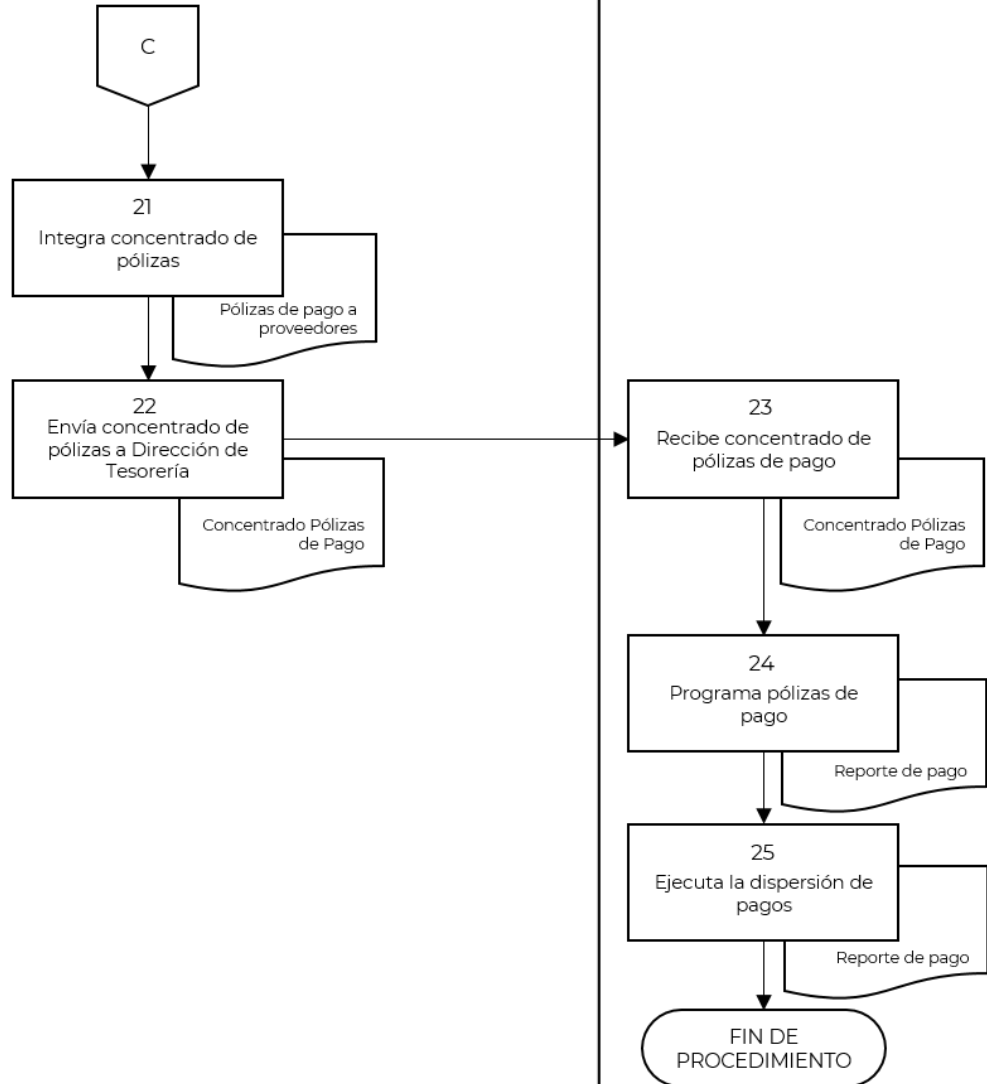 C
21
Integra concentrado de
pólizas
Pólizas de pago a
proveedores
22
Envía concentrado de
pólizas a Dirección de
Tesorería
Concentrado Pólizas
de Pago
23
Recibe concentrado de
pólizas de pago
Concentrado Pólizas
de Pago
24
Programa pólizas de
pago
Reporte de pago
25
Ejecuta la dispersión de
pagos
Reporte de pago
FIN DE
PROCEDIMIENTO